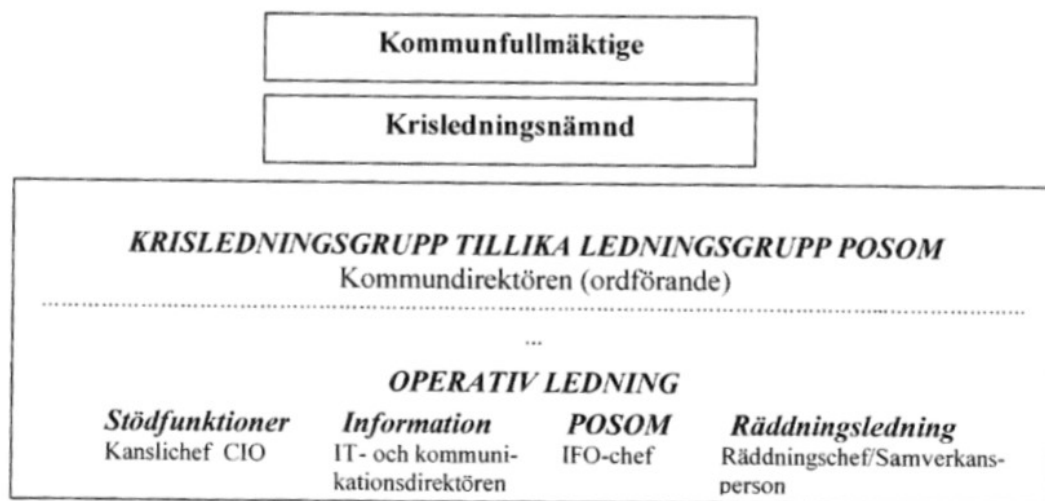 Kommunfullmäktige
Krisledningsnämnd
KRISLEDNINGSGRUPP TILLIKA LEDNINGSGRUPP POSOM
Kommundirektören (ordförande)
...
OPERATIV LEDNING
Stödfunktioner Information POSOM Räddningsledning
Kanslichef CIO IT- och kommuni- IFO-chef Räddningschef/Samverkans-
kationsdirektören person